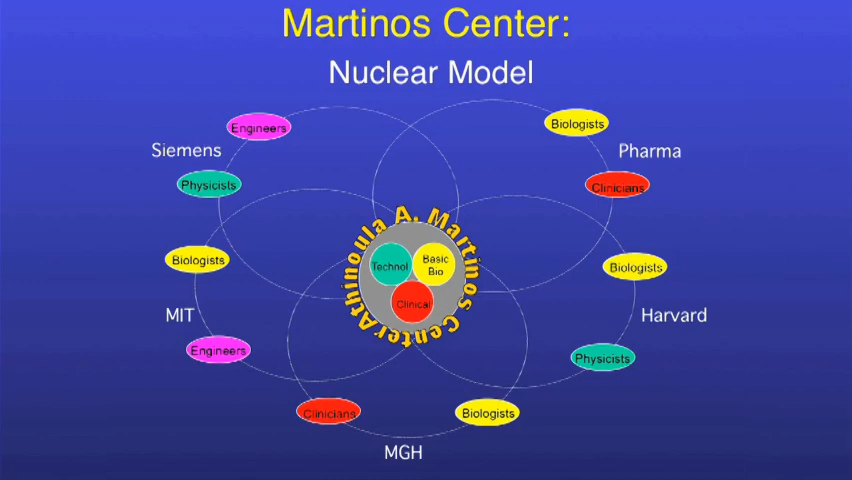 Martinos Center:
Nuclear Model
Engineers
Biologists
Siemens
Pharma
Physicists
Clinicians
Athinoula A. Martinos Center
Technol
Basic
Bio
Clinical
Biologists
Biologists
MIT
Harvard
Engineers
Physicists
Clinicians
Biologists
MGH